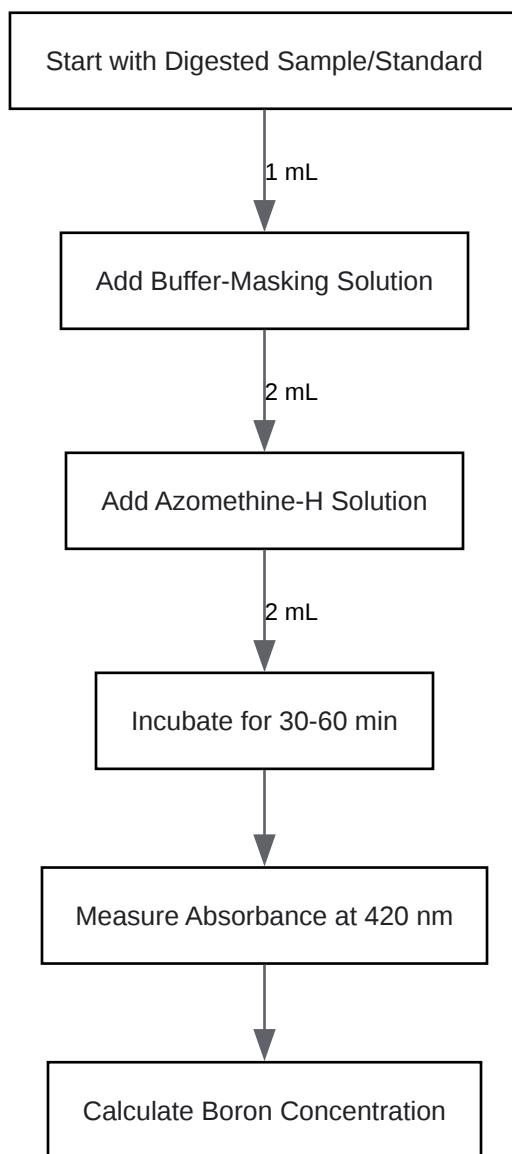 Start with Digested Sample/Standard
1 mL
Add Buffer-Masking Solution
2 mL
Add Azomethine-H Solution
2 mL
Incubate for 30-60 min
Measure Absorbance at 420 nm
Calculate Boron Concentration